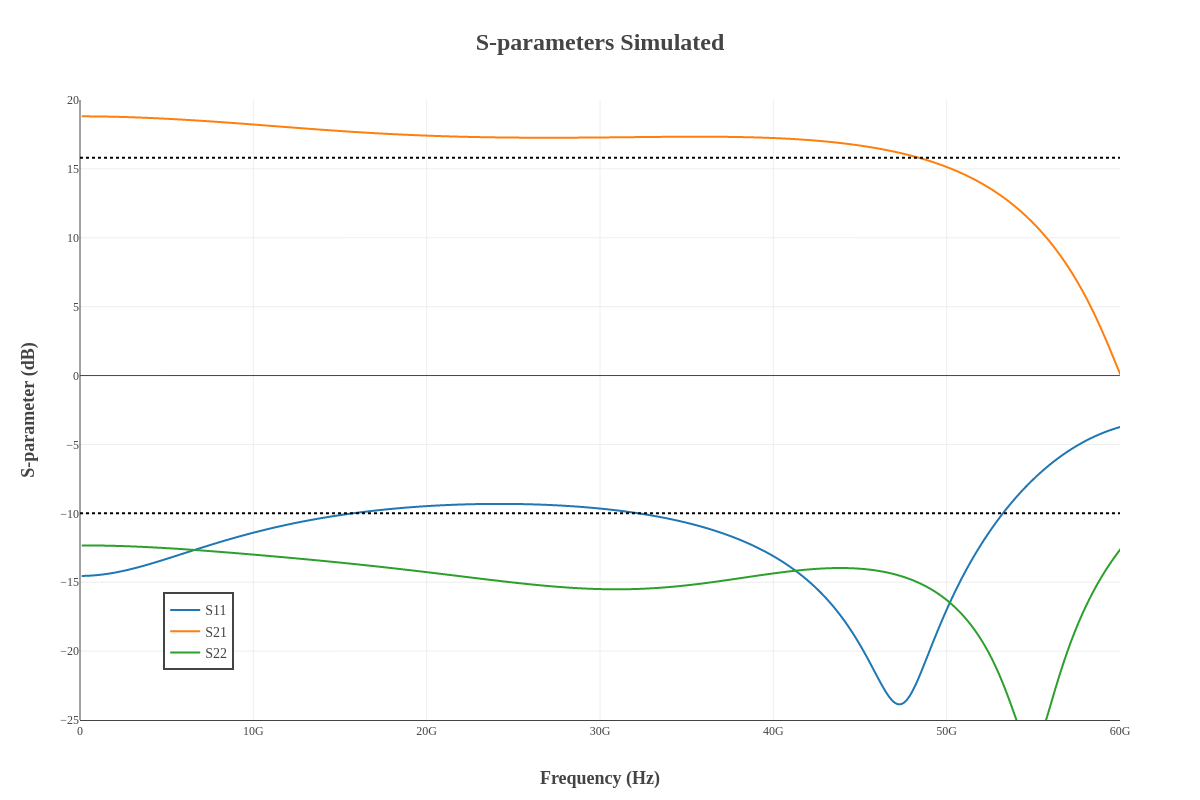 S-parameters Simulated
20
15
10
5
0
−5
−10
−15
−20
−25
S-parameter (dB)
S11
S21
S22
0 10G 20G 30G 40G 50G 60G
Frequency (Hz)